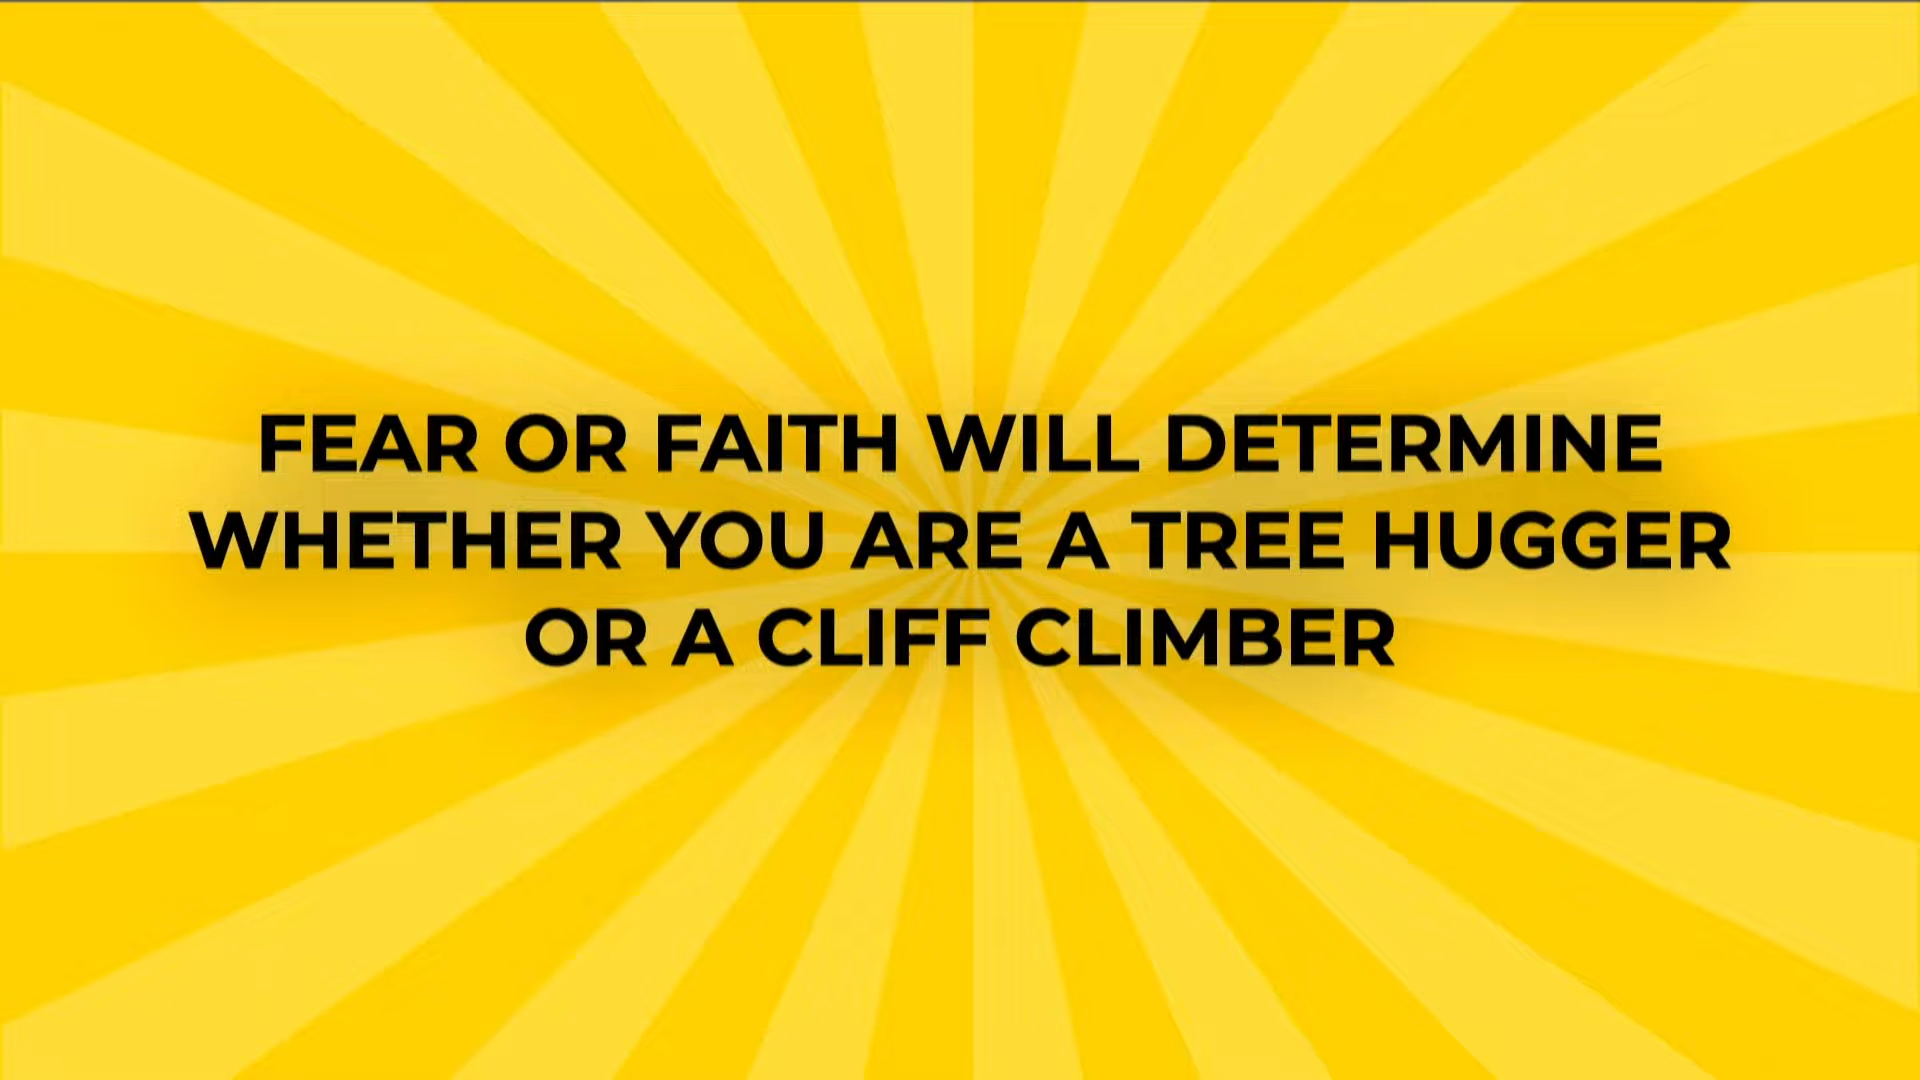 FEAR OR FAITH WILL DETERMINE
WHETHER YOU ARE A TREE HUGGER
OR A CLIFF CLIMBER